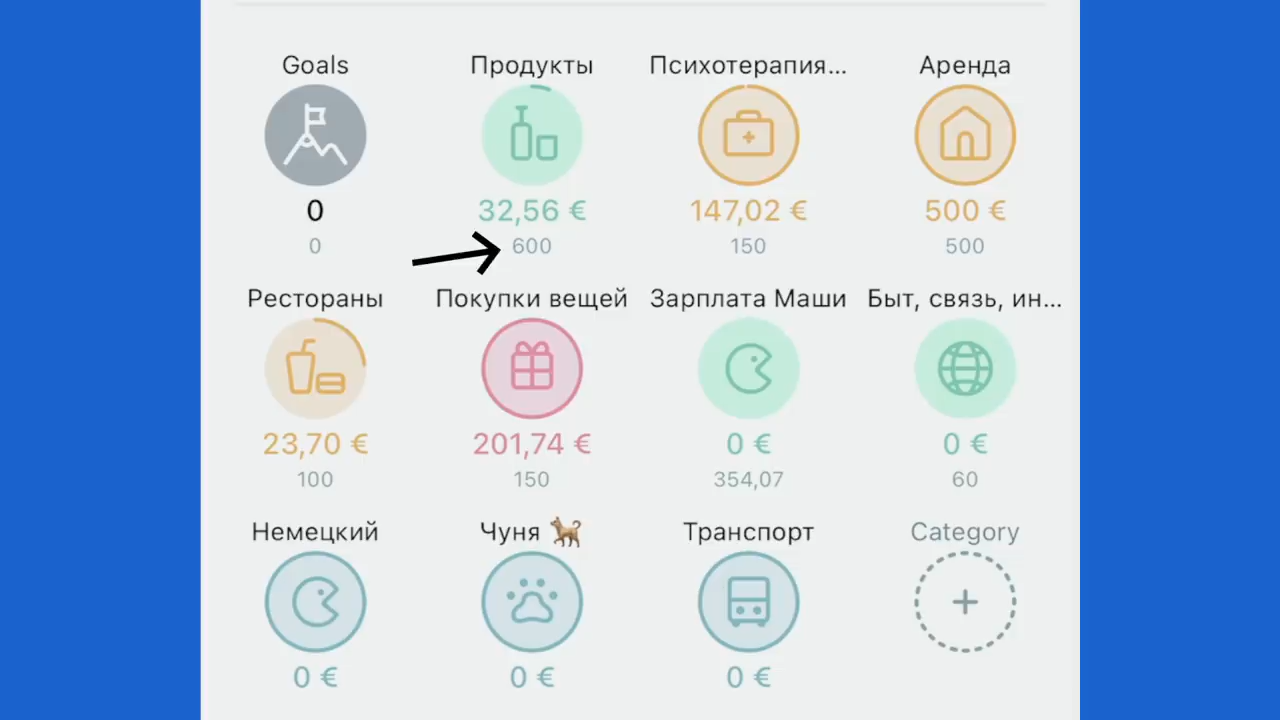 Goals Продукты Психотерапия... Аренда
0 32,56 € 147,02 € 500 €
0 600 150 500
Рестораны Покупки вещей Зарплата Маши Быт, связь, ин...
23,70 € 201,74 € 0 € 0 €
100 150 354,07 60
Немецкий Чуня 🐕 Транспорт Category
0 € 0 € 0 €